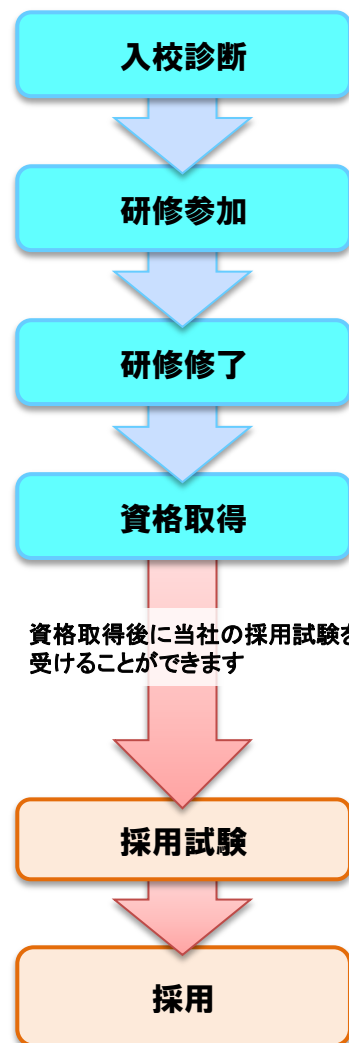 入校診断
研修参加
研修修了
資格取得
資格取得後に当社の採用試験を
受けることができます
採用試験
採用